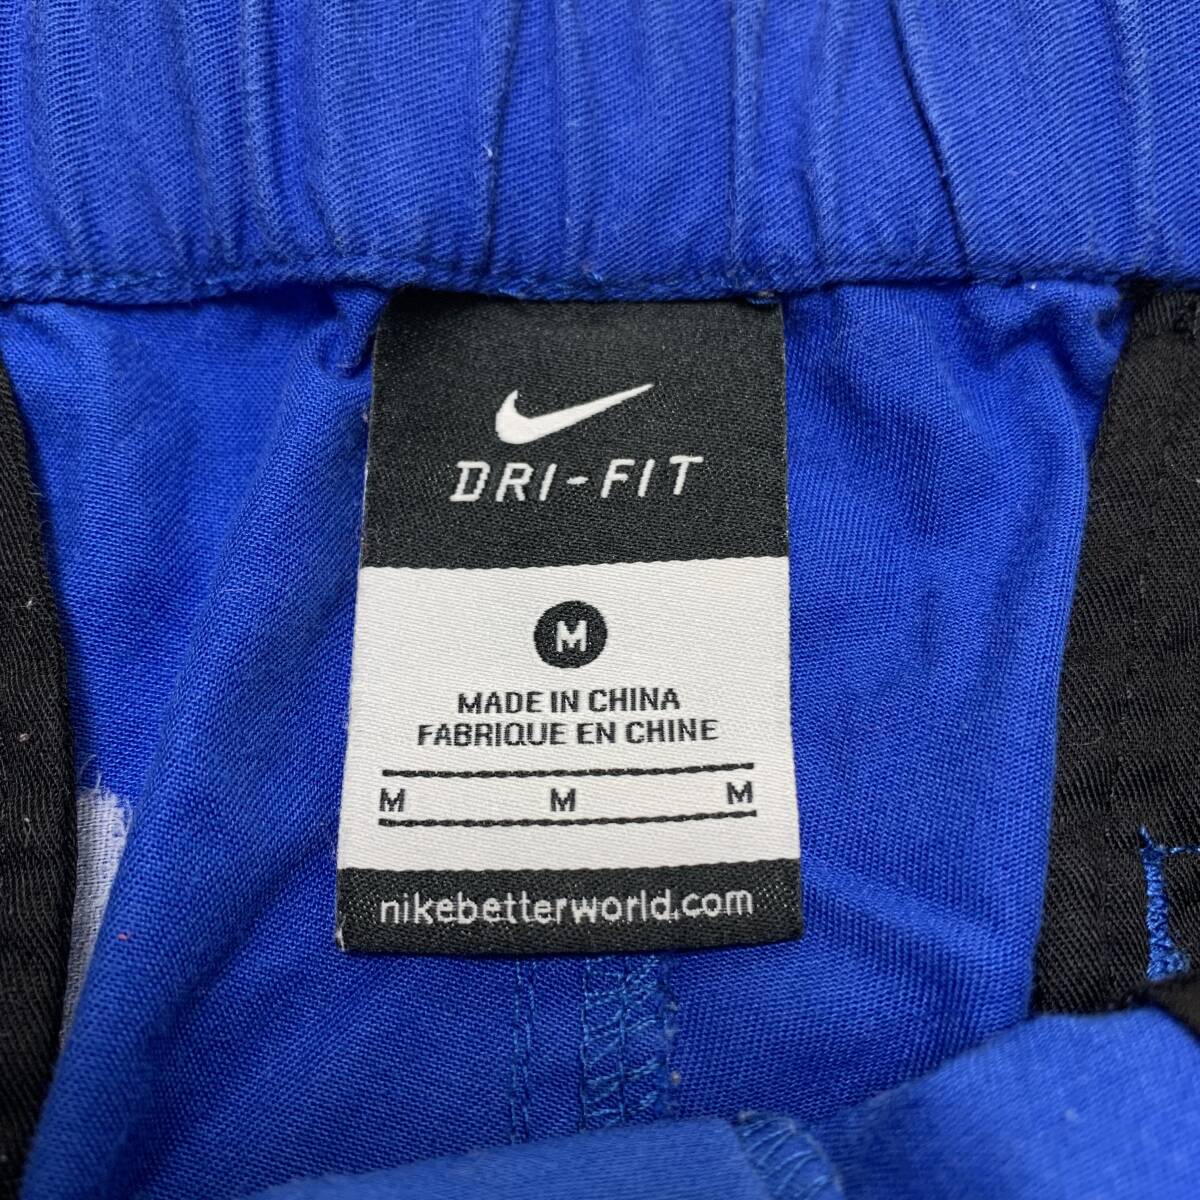 DRI-FIT
M
MADE IN CHINA
FABRIQUE EN CHINE
M M M
nikebetterworld.com